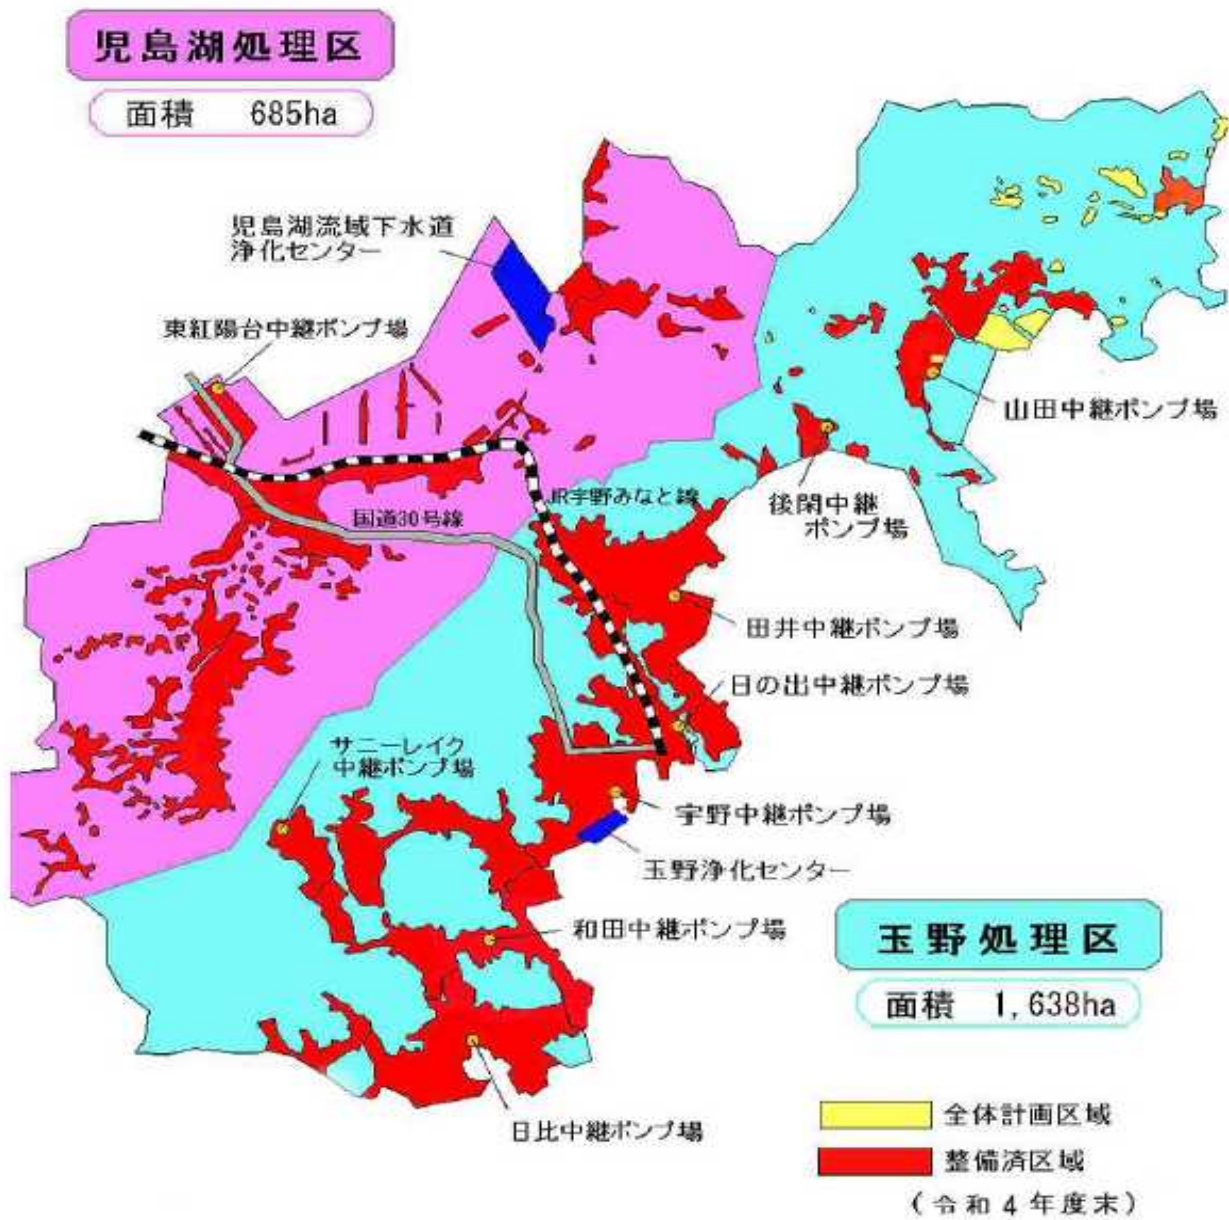 児島湖処理区
面積 685ha
児島湖流域下水道
浄化センター
東紅陽台中継ポンプ場
山田中継ポンプ場
後閑中継
ポンプ場
JR宇野みなと線
国道30号線
田井中継ポンプ場
日の出中継ポンプ場
サニーレイク
中継ポンプ場
宇野中継ポンプ場
玉野浄化センター
和田中継ポンプ場
玉野処理区
面積 1,638ha
日比中継ポンプ場
全体計画区域
整備済区域
(令和4年度末)